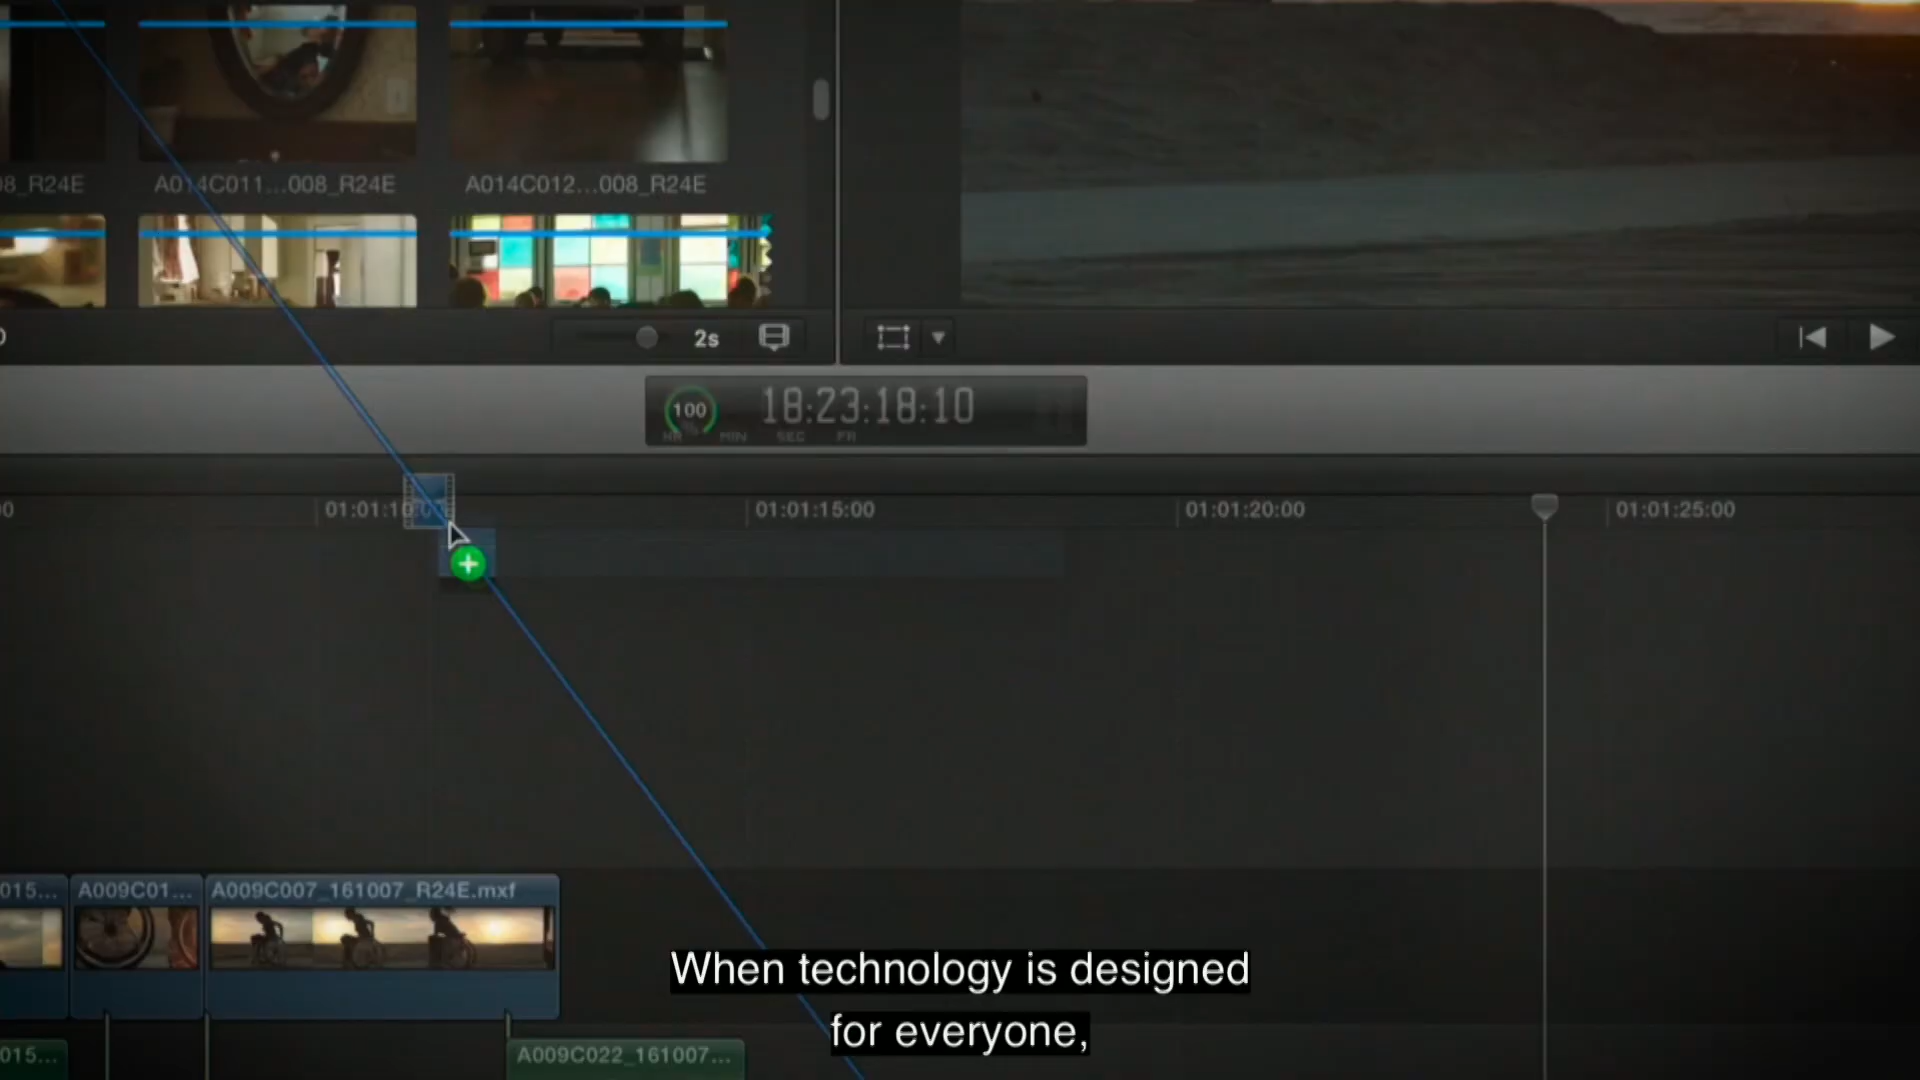 08_R24E
A014C011...008_R24E
A014C012...008_R24E
2s
100
%
18:23:18:10
HR MIN SEC FR
00
01:01:10:00
01:01:15:00
01:01:20:00
01:01:25:00
015...
A009C01...
A009C007_161007_R24E.mxf
When technology is designed
for everyone,
015...
A009C022_161007...